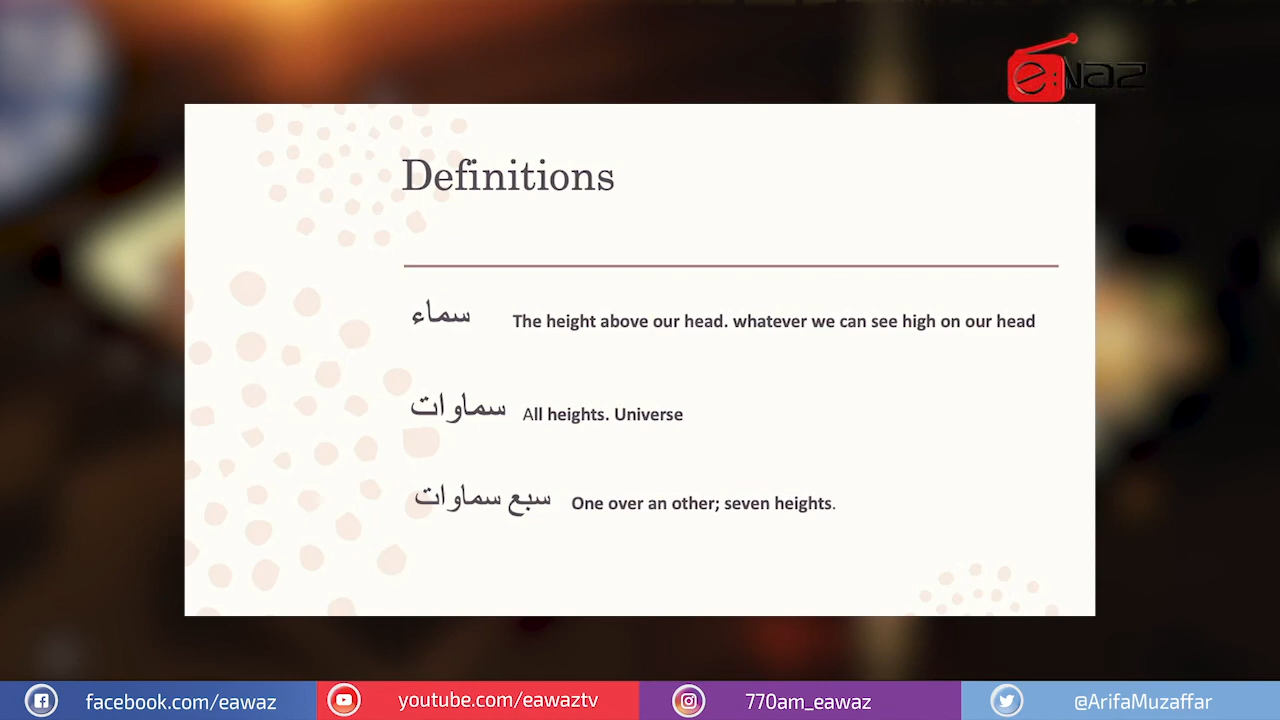 e:Naz
Definitions
سماء The height above our head. whatever we can see high on our head
سماوات All heights. Universe
سبع سماوات One over an other; seven heights.
facebook.com/eawaz youtube.com/eawaztv 770am_eawaz @ArifaMuzaffar